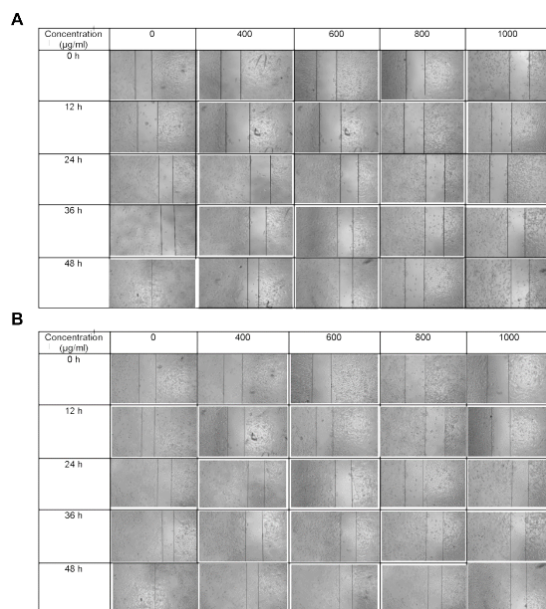 A
Concentration (µg/ml) 0 400 600 800 1000
0 h
12 h
24 h
36 h
48 h
B
Concentration (µg/ml) 0 400 600 800 1000
0 h
12 h
24 h
36 h
48 h